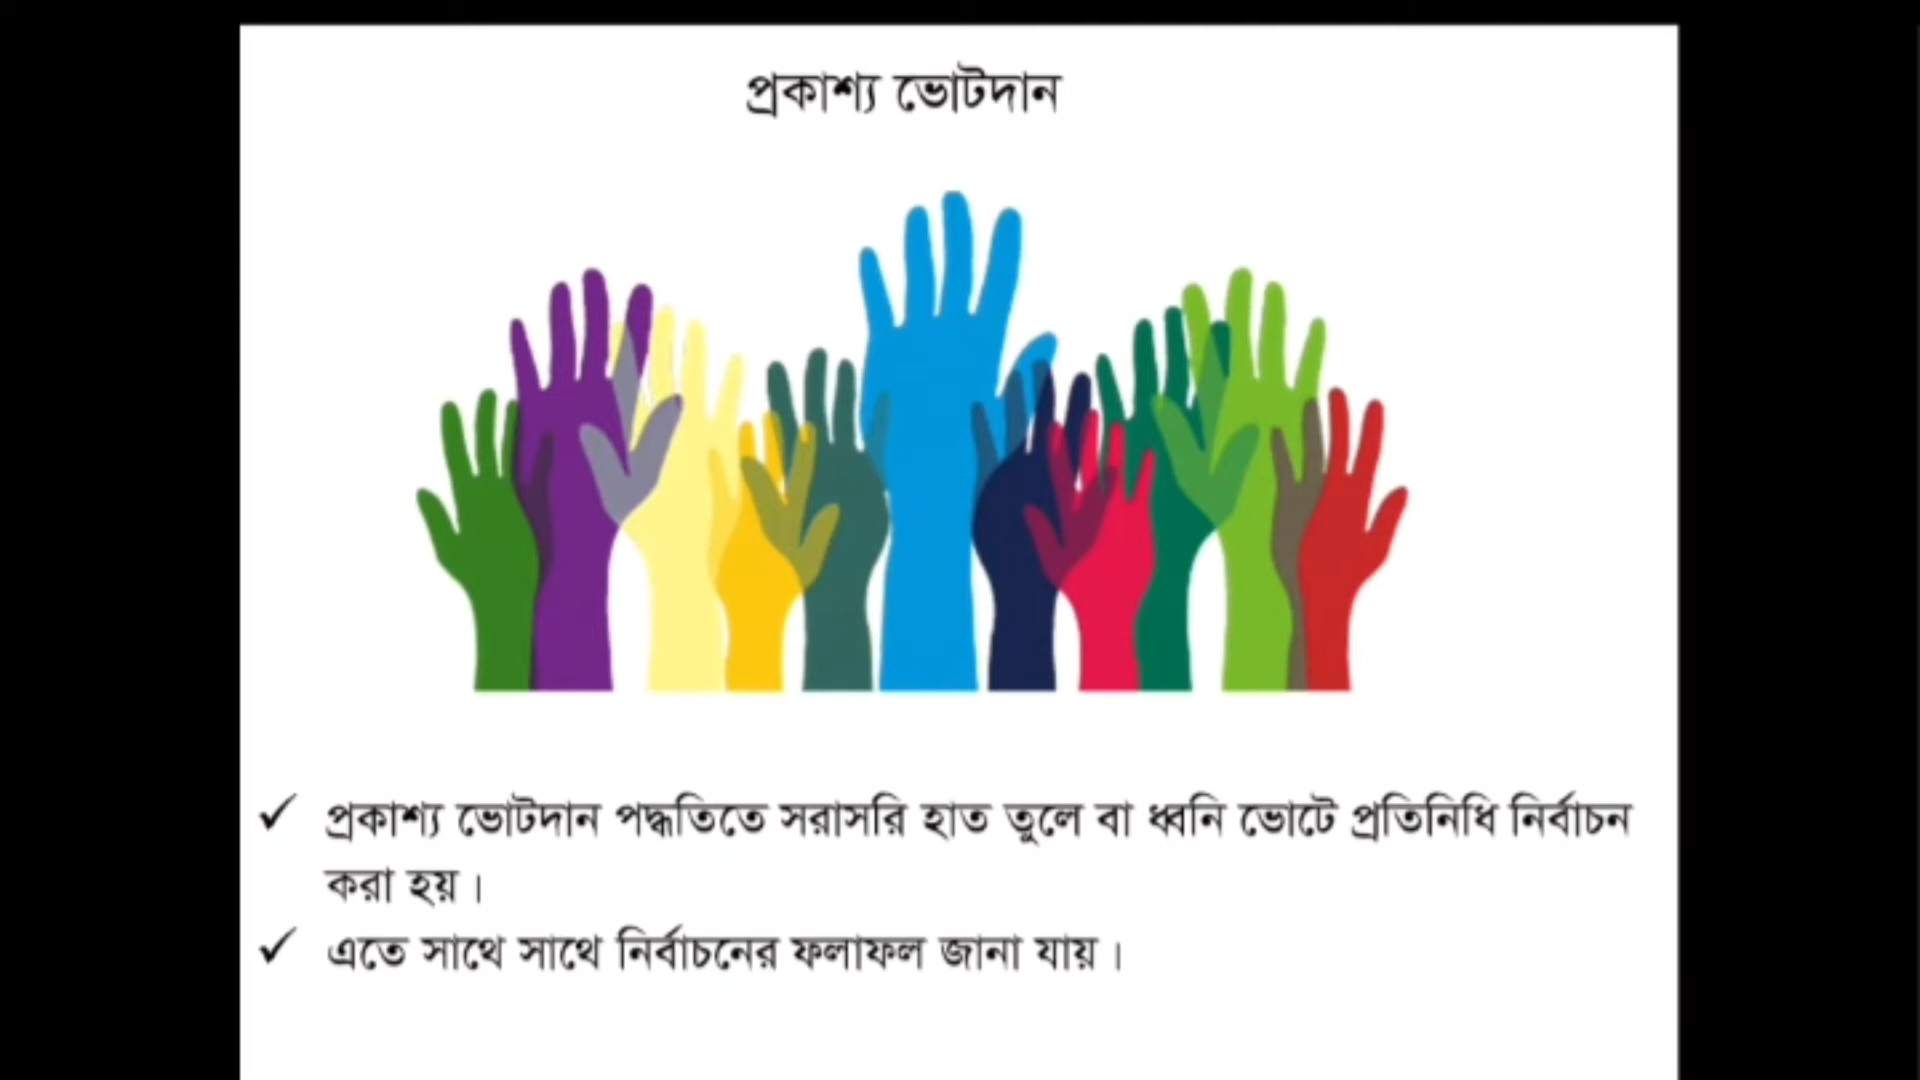 প্রকাশ্য ভোটদান
✓ প্রকাশ্য ভোটদান পদ্ধতিতে সরাসরি হাত তুলে বা ধ্বনি ভোটে প্রতিনিধি নির্বাচন
করা হয়।
✓ এতে সাথে সাথে নির্বাচনের ফলাফল জানা যায়।